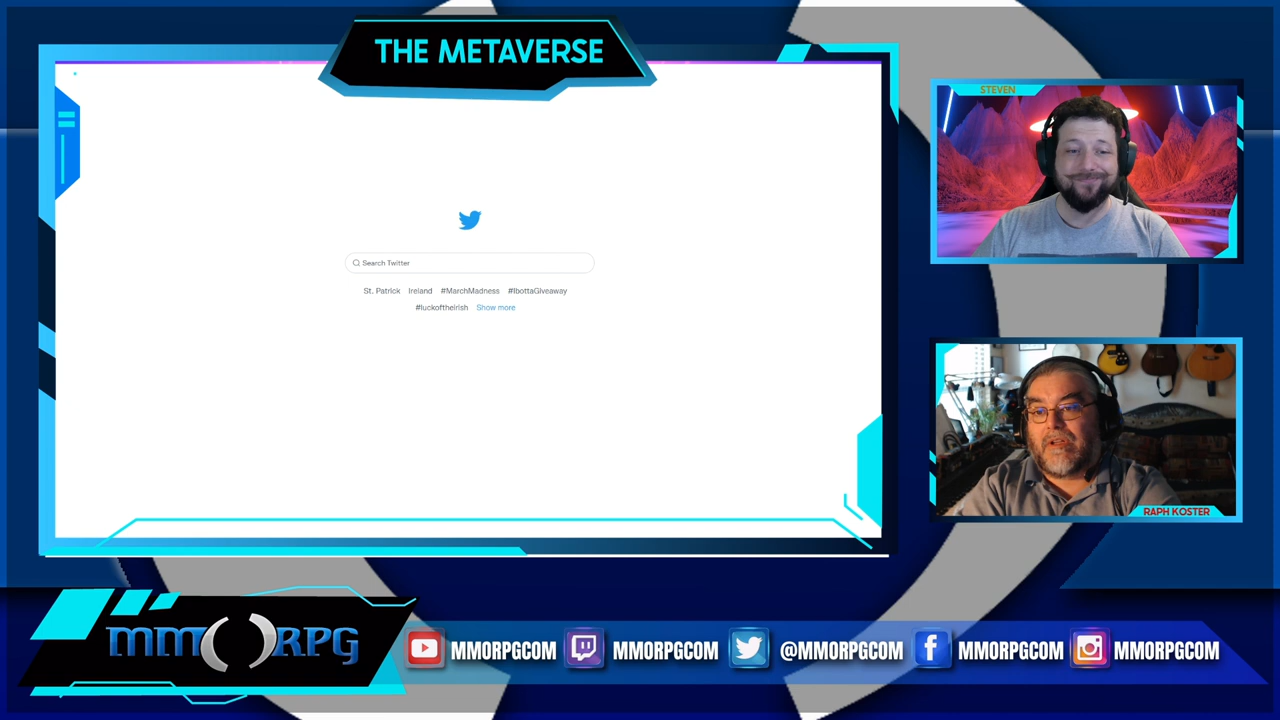 THE METAVERSE
STEVEN
Search Twitter
St. Patrick Ireland #MarchMadness #IbottaGiveaway
#luckoftheirish Show more
RAPH KOSTER
MMORPG
MMORPGCOM MMORPGCOM @MMORPGCOM MMORPGCOM MMORPGCOM